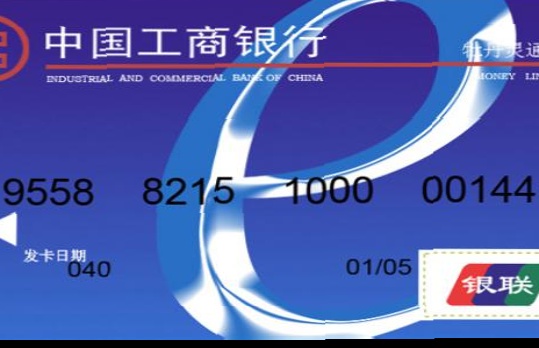 中国工商银行
牡丹灵通
INDUSTRIAL AND COMMERCIAL BANK OF CHINA
MONEY LIN
9558 8215 1000 00144
发卡日期
040
01/05
银联